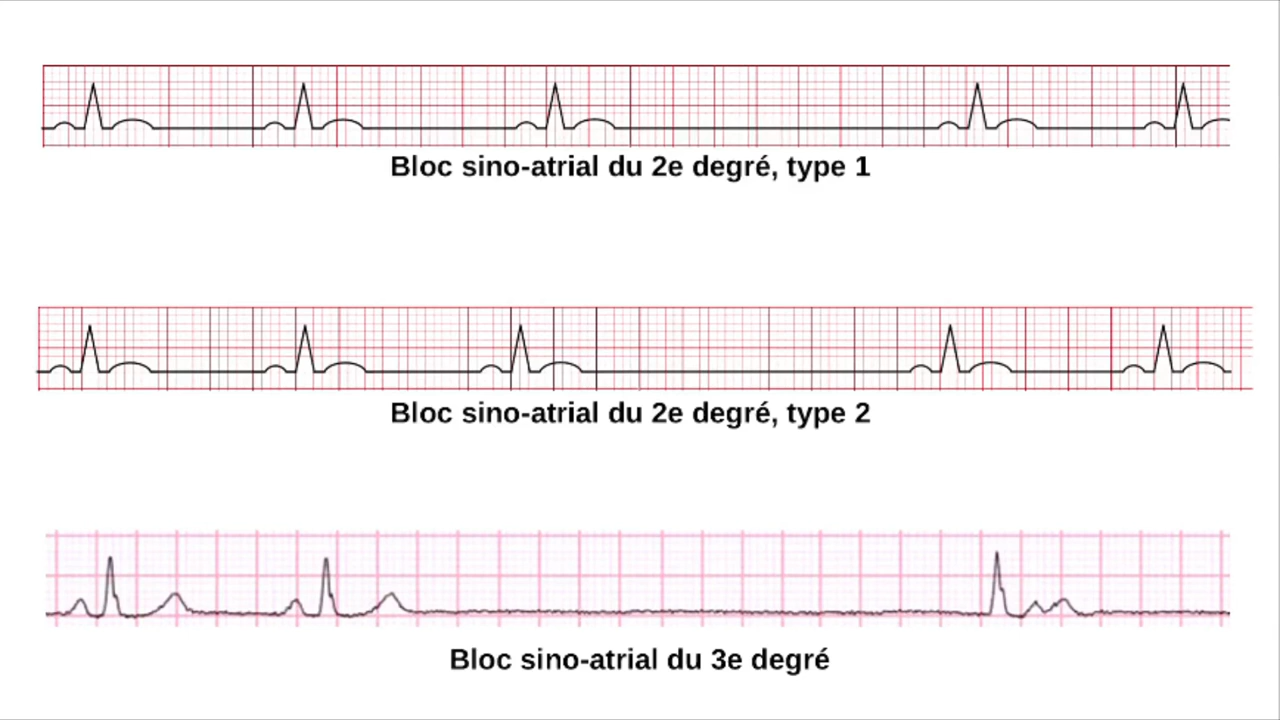 Bloc sino-atrial du 2e degré, type 1
Bloc sino-atrial du 2e degré, type 2
Bloc sino-atrial du 3e degré